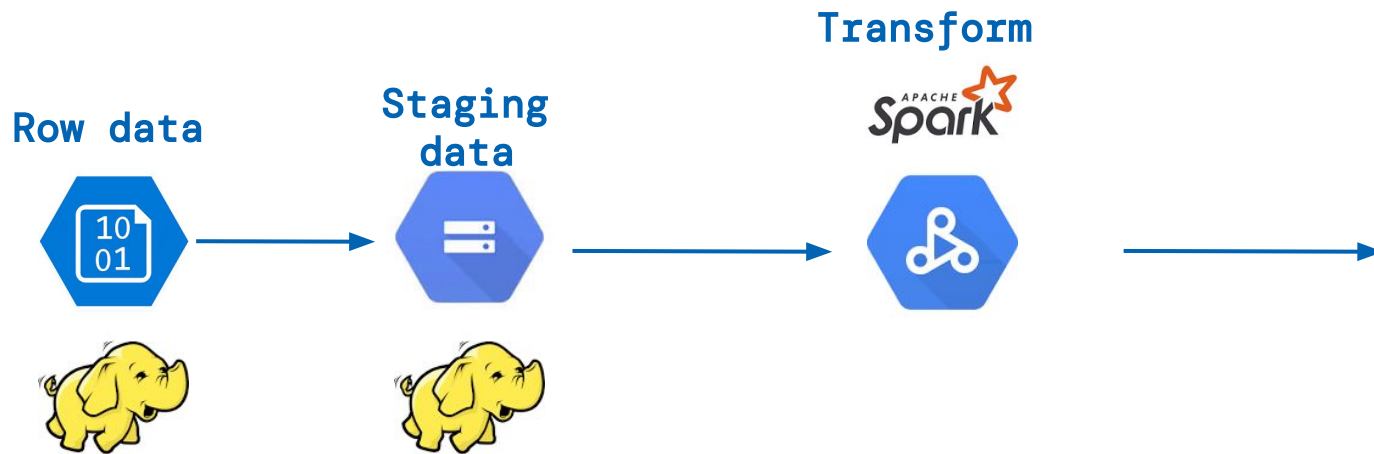 Row data
10
01
Staging
data
Transform
APACHE
Spark